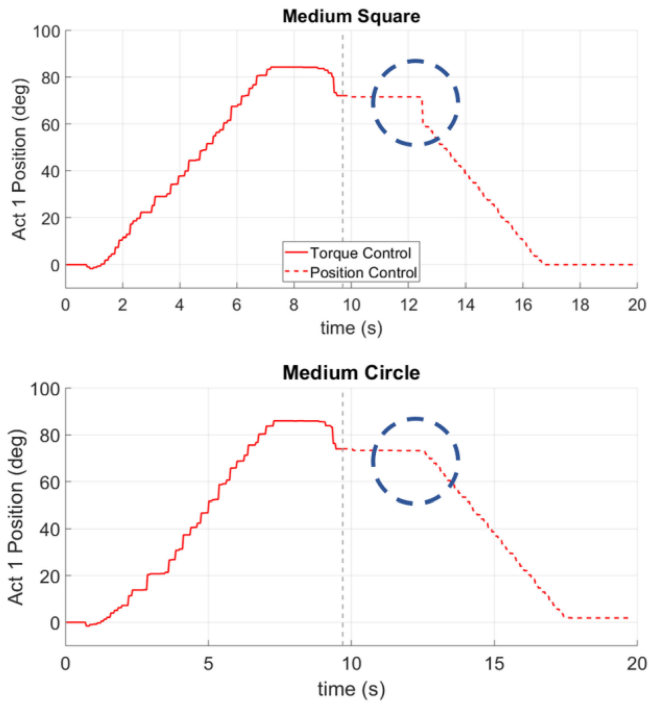 Medium Square
100
80
60
40
20
0
Act 1 Position (deg)
Torque Control
Position Control
0 2 4 6 8 10 12 14 16 18 20
time (s)
Medium Circle
100
80
60
40
20
0
Act 1 Position (deg)
0 5 10 15 20
time (s)